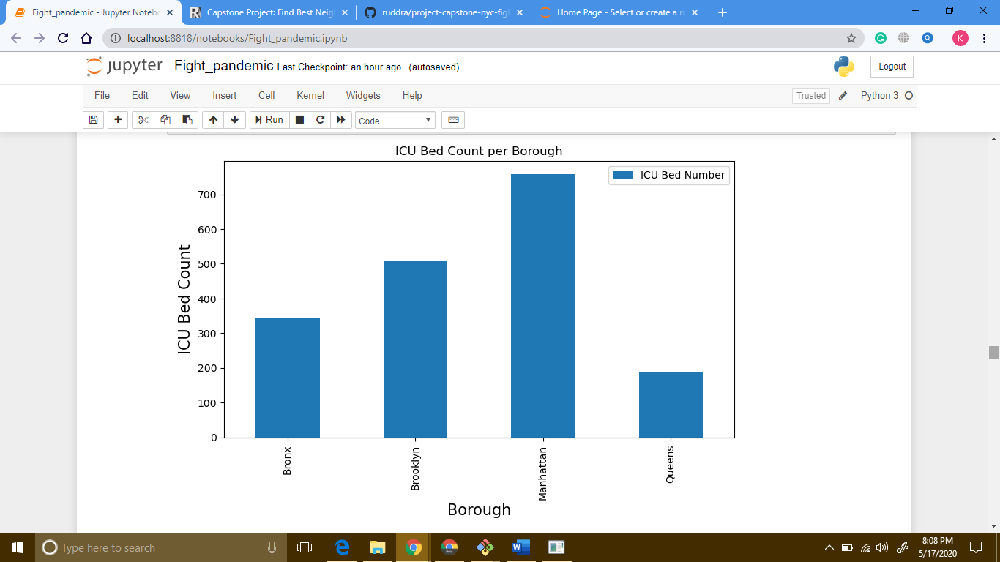 Fight_pandemic - Jupyter Notebo
Capstone Project: Find Best Neig
ruddra/project-capstone-nyc-fig
Home Page - Select or create a n
localhost:8818/notebooks/Fight_pandemic.ipynb
K
jupyter Fight_pandemic Last Checkpoint: an hour ago (autosaved)
Logout
File Edit View Insert Cell Kernel Widgets Help
Trusted Python 3
Run Code
ICU Bed Count per Borough
ICU Bed Number
ICU Bed Count
700
600
500
400
300
200
100
0
Bronx
Brooklyn
Manhattan
Queens
Borough
Type here to search
8:08 PM
5/17/2020